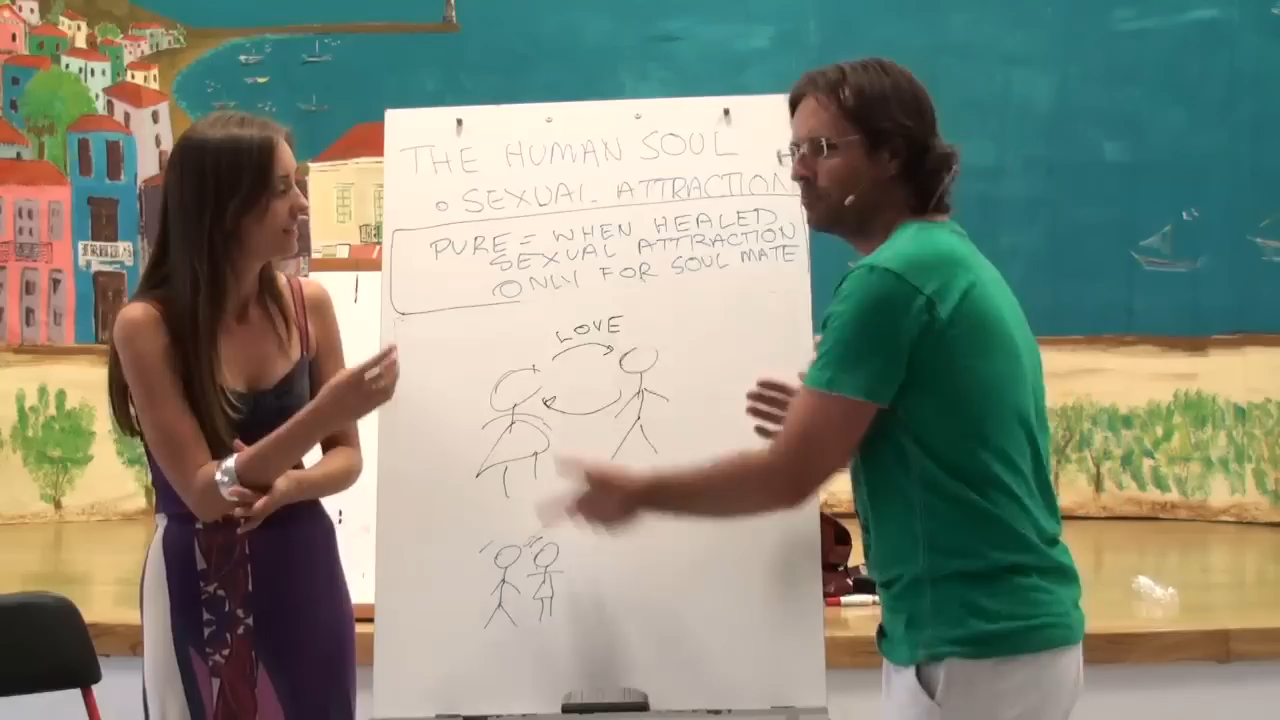 THE HUMAN SOUL
• SEXUAL ATTRACTION
PURE = WHEN HEALED
SEXUAL ATTRACTION
ONLY FOR SOUL MATE
LOVE